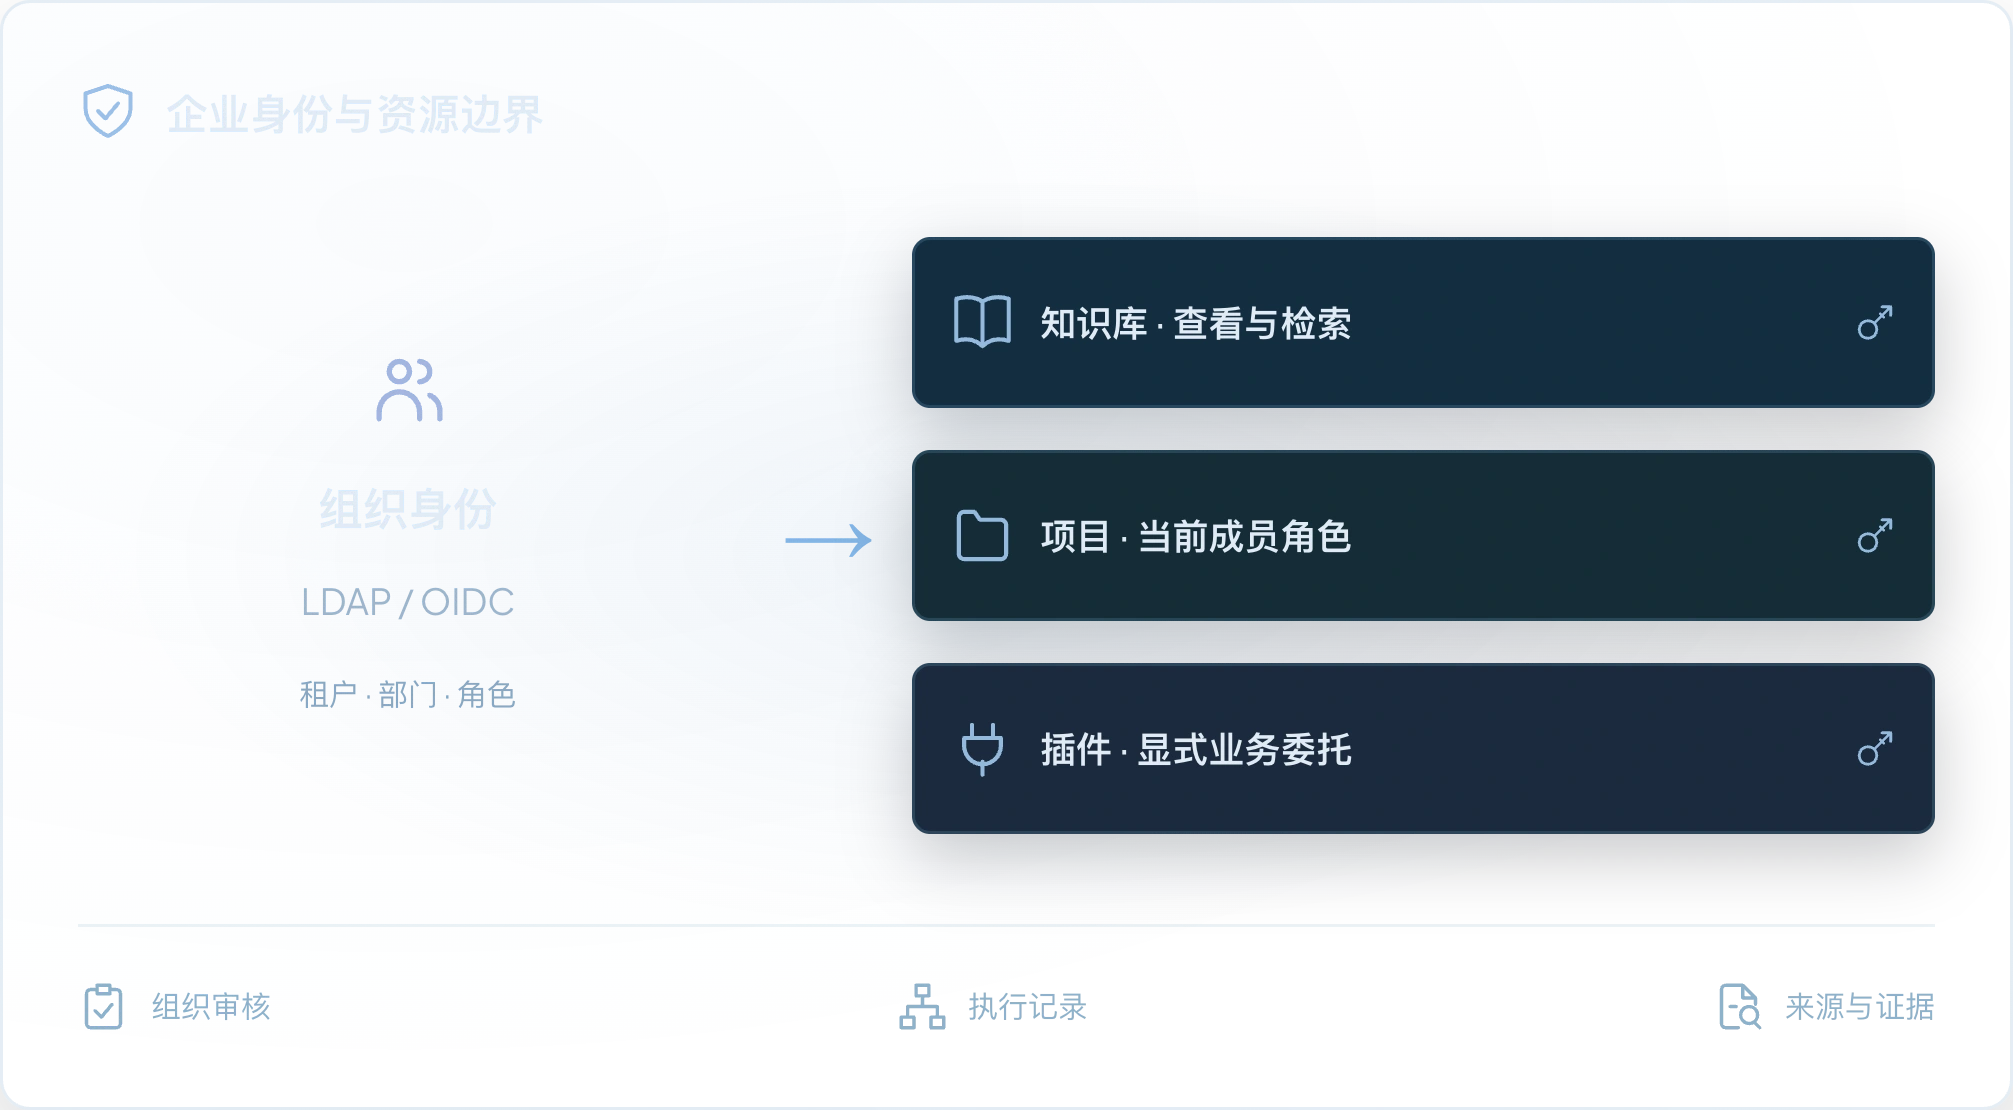 企业身份与资源边界
组织身份
LDAP / OIDC
租户 · 部门 · 角色
知识库 · 查看与检索
项目 · 当前成员角色
插件 · 显式业务委托
组织审核
执行记录
来源与证据